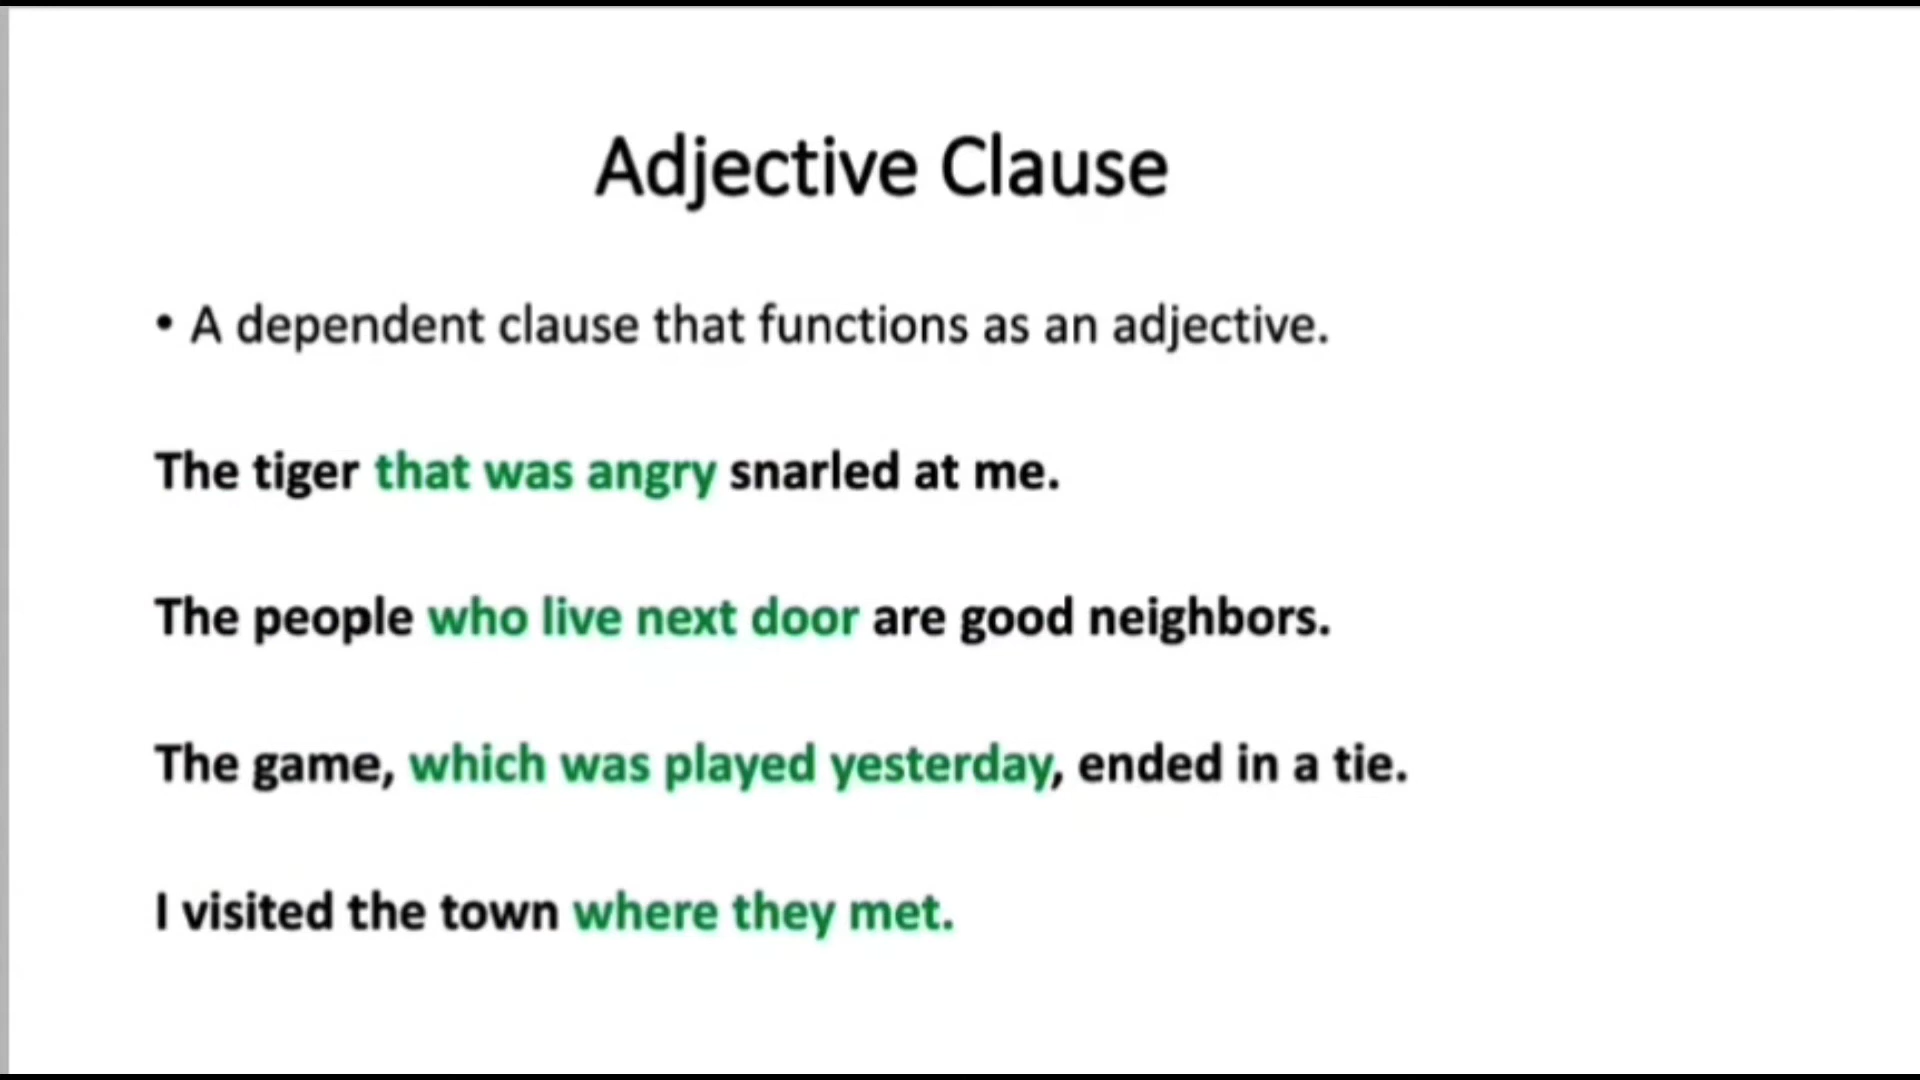 Adjective Clause
• A dependent clause that functions as an adjective.
The tiger that was angry snarled at me.
The people who live next door are good neighbors.
The game, which was played yesterday, ended in a tie.
I visited the town where they met.